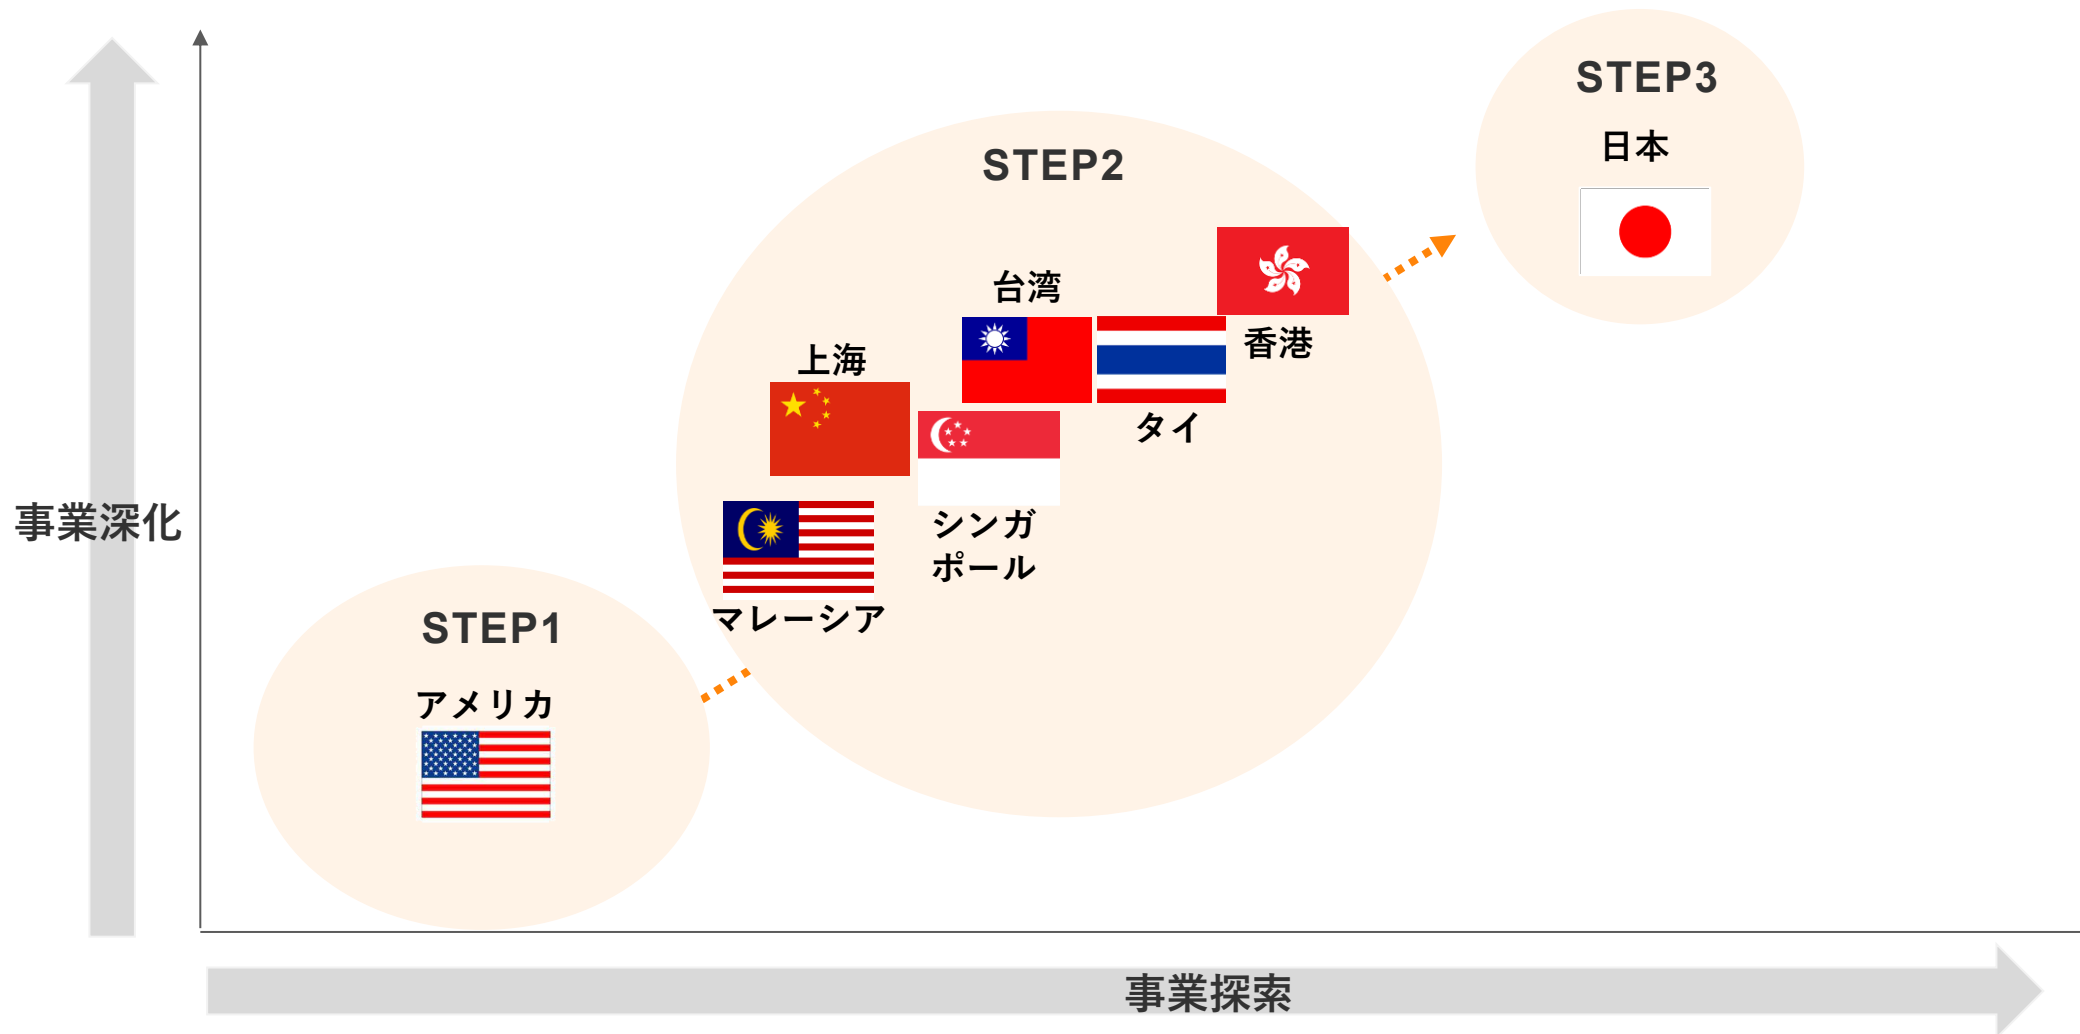 STEP3
日本
STEP2
台湾
香港
上海
タイ
シンガ
ポール
マレーシア
事業深化
STEP1
アメリカ
事業探索